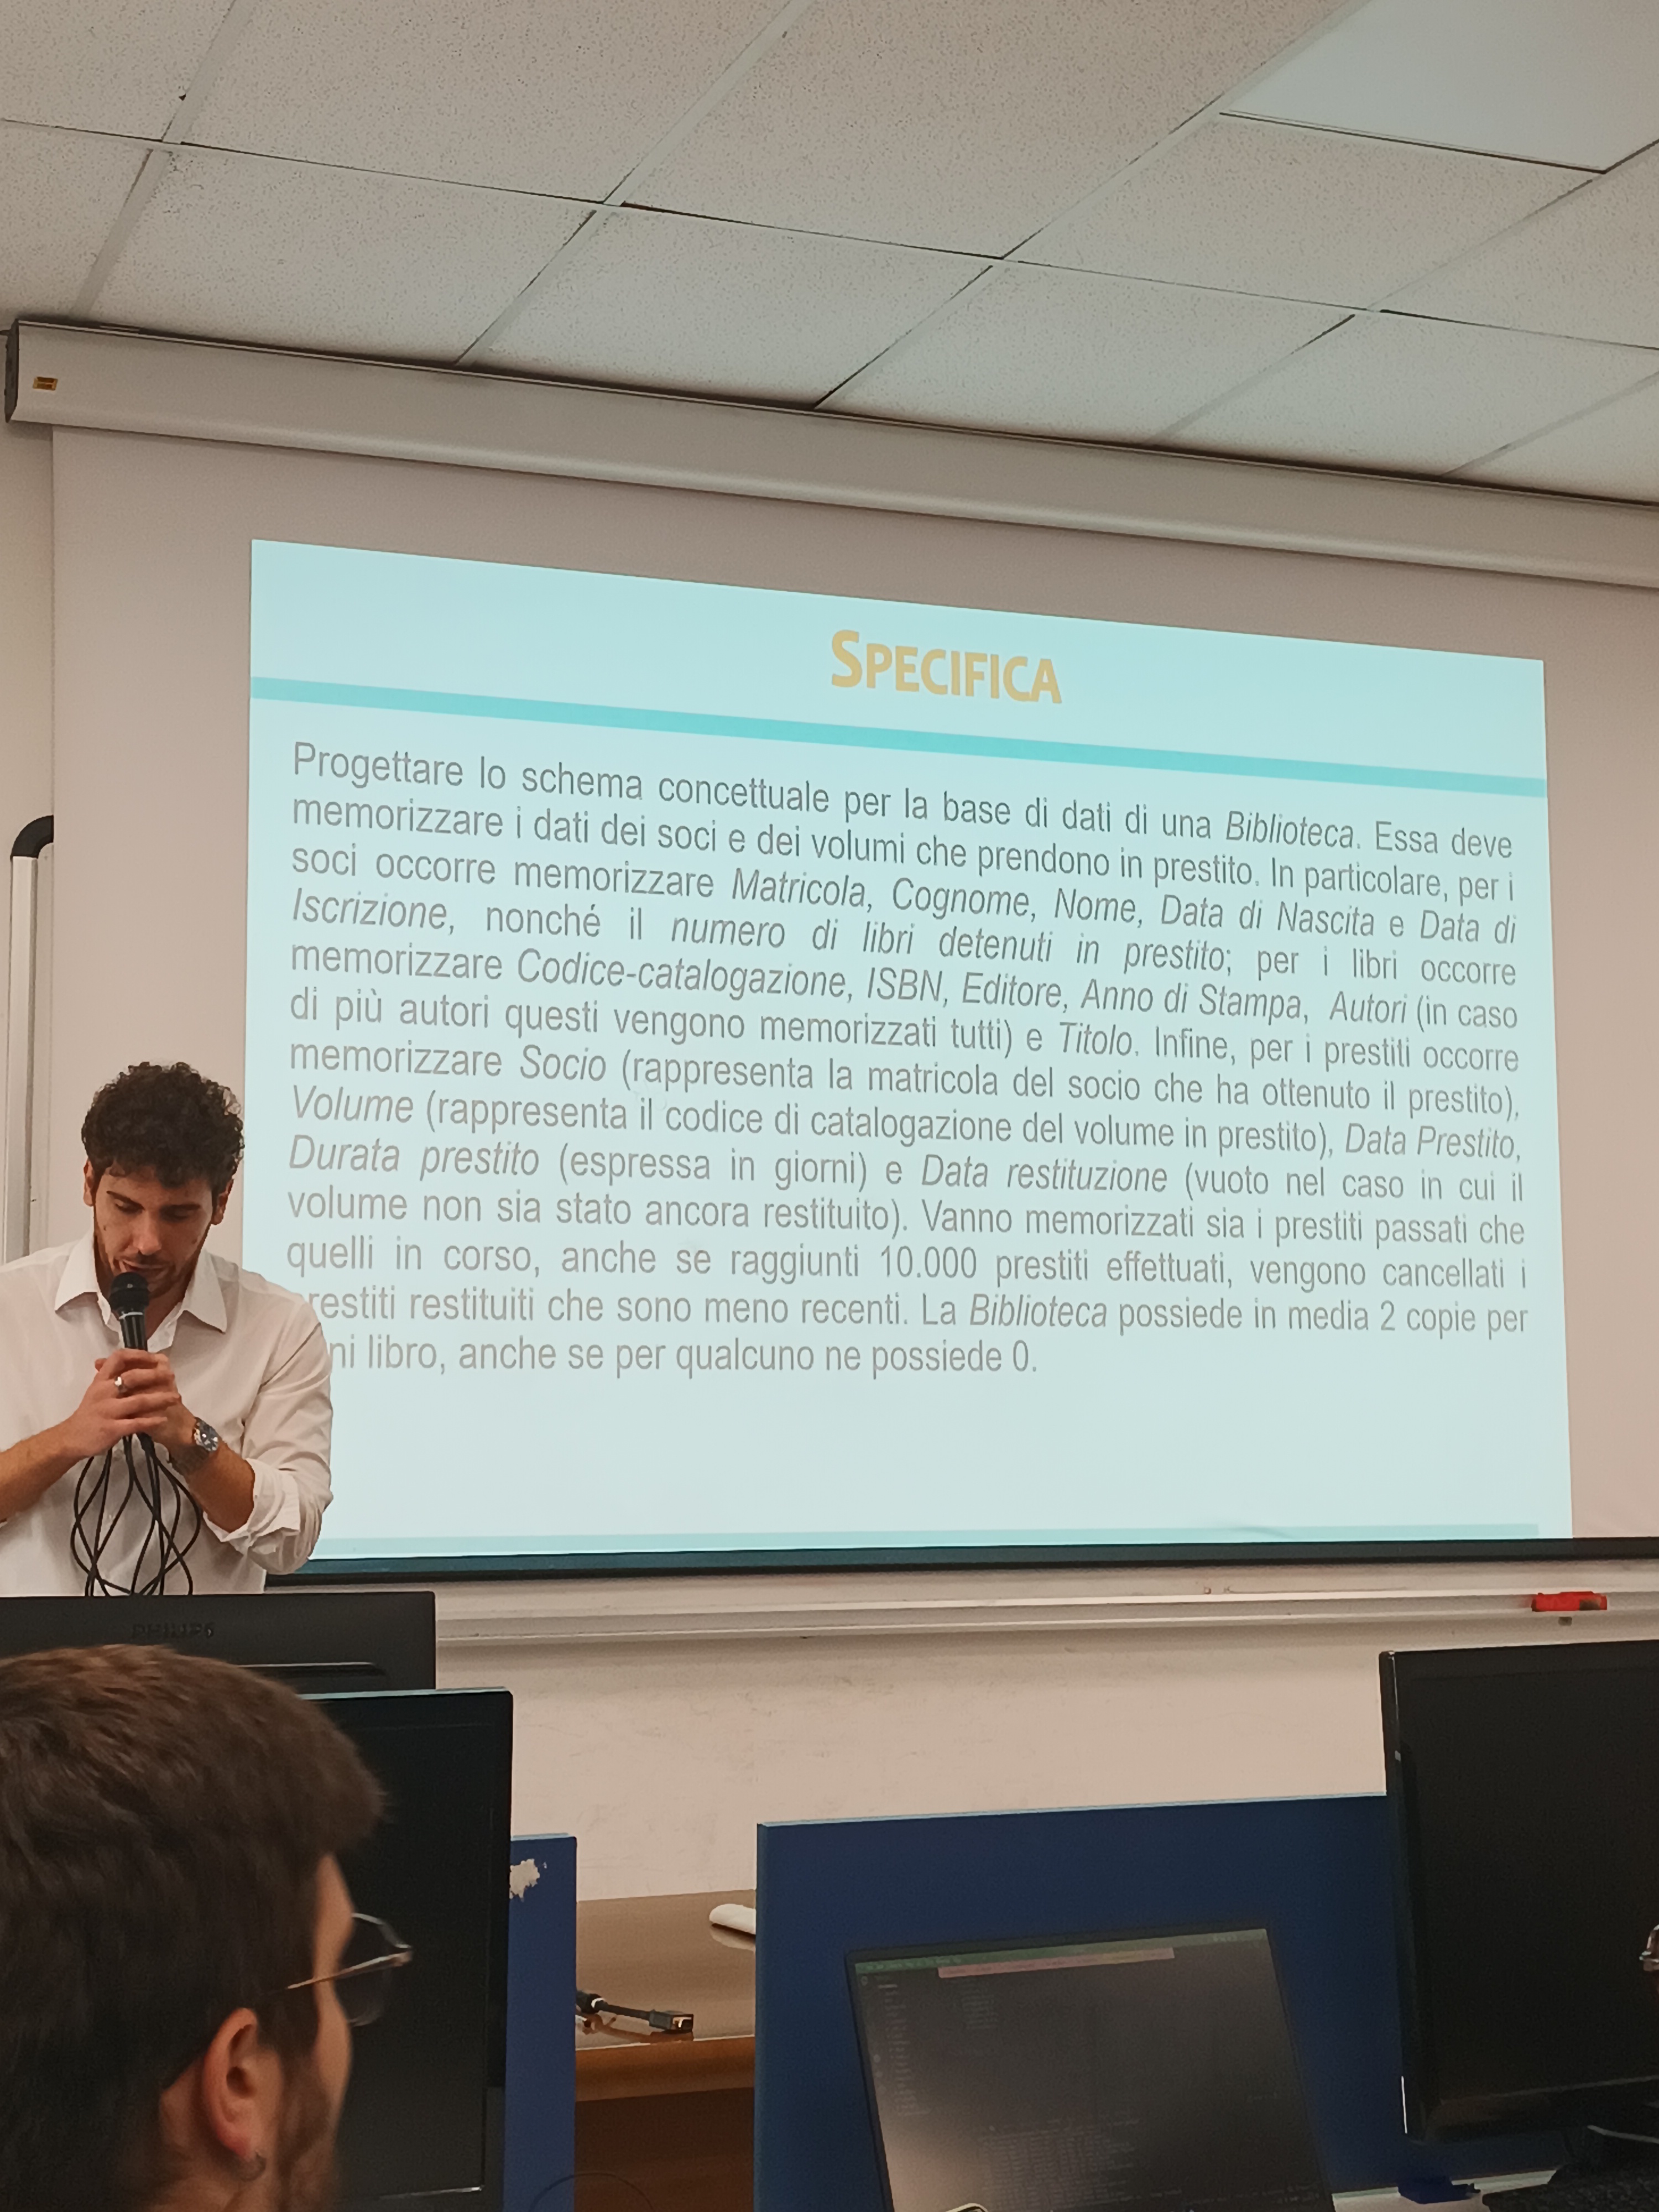 SPECIFICA
Progettare lo schema concettuale per la base di dati di una Biblioteca. Essa deve
memorizzare i dati dei soci e dei volumi che prendono in prestito. In particolare, per i
soci occorre memorizzare Matricola, Cognome, Nome, Data di Nascita e Data di
Iscrizione, nonché il numero di libri detenuti in prestito; per i libri occorre
memorizzare Codice-catalogazione, ISBN, Editore, Anno di Stampa, Autori (in caso
di più autori questi vengono memorizzati tutti) e Titolo. Infine, per i prestiti occorre
memorizzare Socio (rappresenta la matricola del socio che ha ottenuto il prestito),
Volume (rappresenta il codice di catalogazione del volume in prestito), Data Prestito,
Durata prestito (espressa in giorni) e Data restituzione (vuoto nel caso in cui il
volume non sia stato ancora restituito). Vanno memorizzati sia i prestiti passati che
quelli in corso, anche se raggiunti 10.000 prestiti effettuati, vengono cancellati i
restiti restituiti che sono meno recenti. La Biblioteca possiede in media 2 copie per
ni libro, anche se per qualcuno ne possiede 0.
PHILIPS